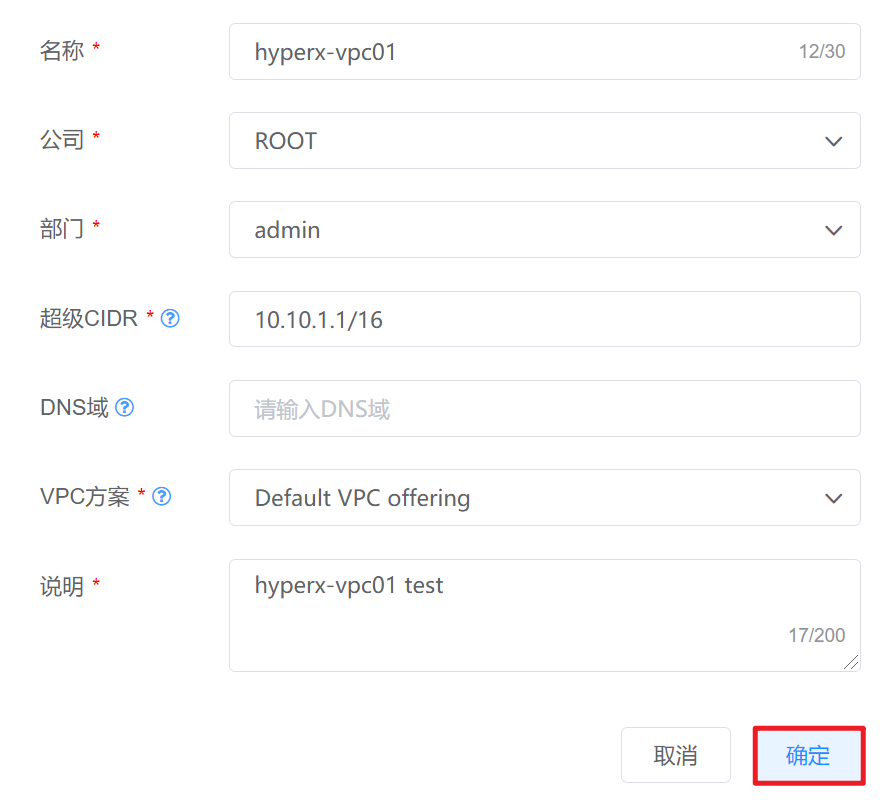 名称 * hyperx-vpc01 12/30
公司 * ROOT
部门 * admin
超级CIDR * ? 10.10.1.1/16
DNS域 ? 请输入DNS域
VPC方案 * ? Default VPC offering
说明 * hyperx-vpc01 test
17/200
取消 确定